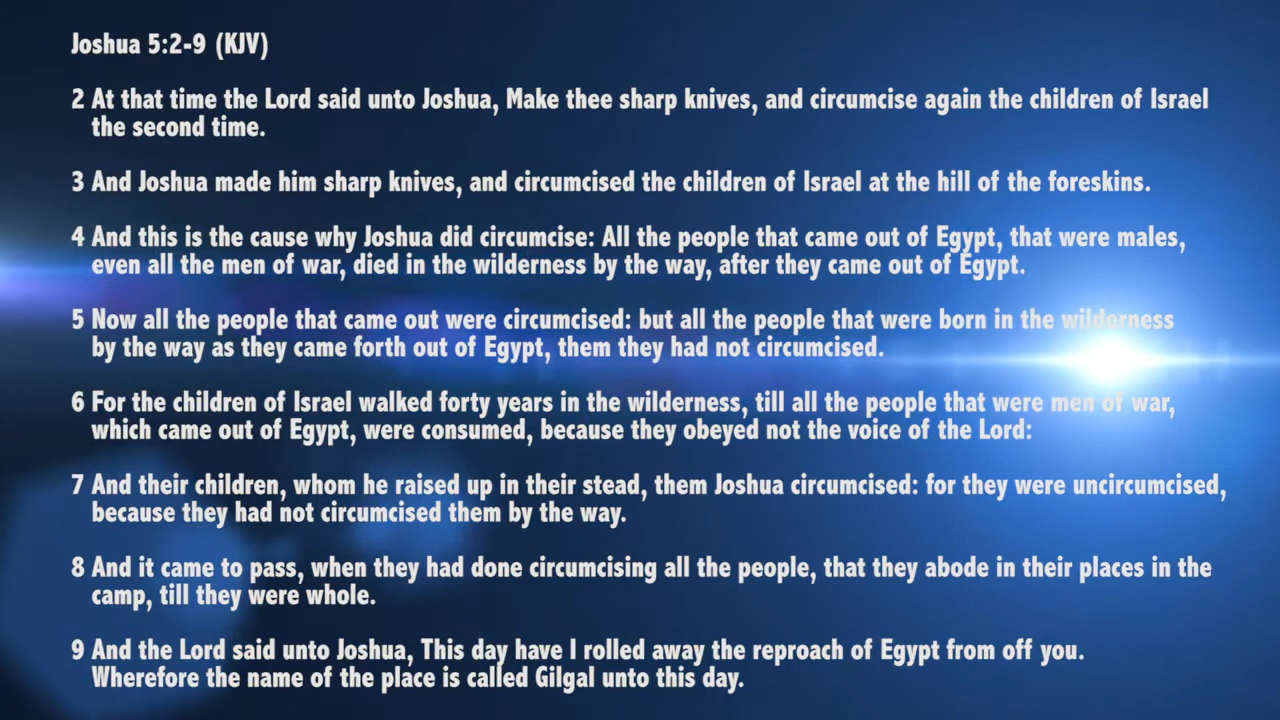 Joshua 5:2-9 (KJV)
2 At that time the Lord said unto Joshua, Make thee sharp knives, and circumcise again the children of Israel
the second time.
3 And Joshua made him sharp knives, and circumcised the children of Israel at the hill of the foreskins.
4 And this is the cause why Joshua did circumcise: All the people that came out of Egypt, that were males,
even all the men of war, died in the wilderness by the way, after they came out of Egypt.
5 Now all the people that came out were circumcised: but all the people that were born in the wilderness
by the way as they came forth out of Egypt, them they had not circumcised.
6 For the children of Israel walked forty years in the wilderness, till all the people that were men of war,
which came out of Egypt, were consumed, because they obeyed not the voice of the Lord:
7 And their children, whom he raised up in their stead, them Joshua circumcised: for they were uncircumcised,
because they had not circumcised them by the way.
8 And it came to pass, when they had done circumcising all the people, that they abode in their places in the
camp, till they were whole.
9 And the Lord said unto Joshua, This day have I rolled away the reproach of Egypt from off you.
Wherefore the name of the place is called Gilgal unto this day.